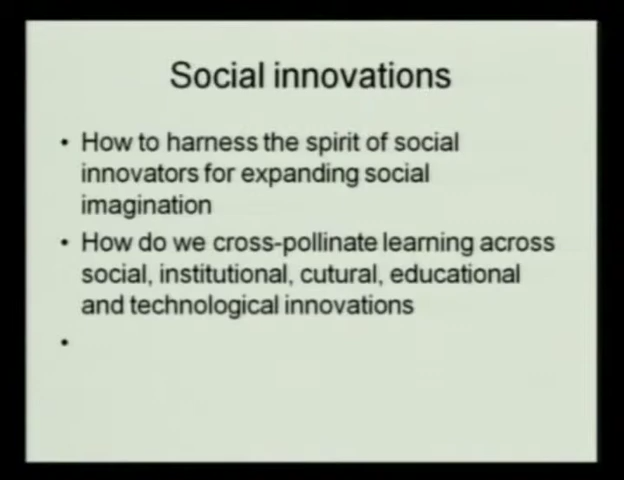 Social innovations
• How to harness the spirit of social
innovators for expanding social
imagination
• How do we cross-pollinate learning across
social, institutional, cutural, educational
and technological innovations
•